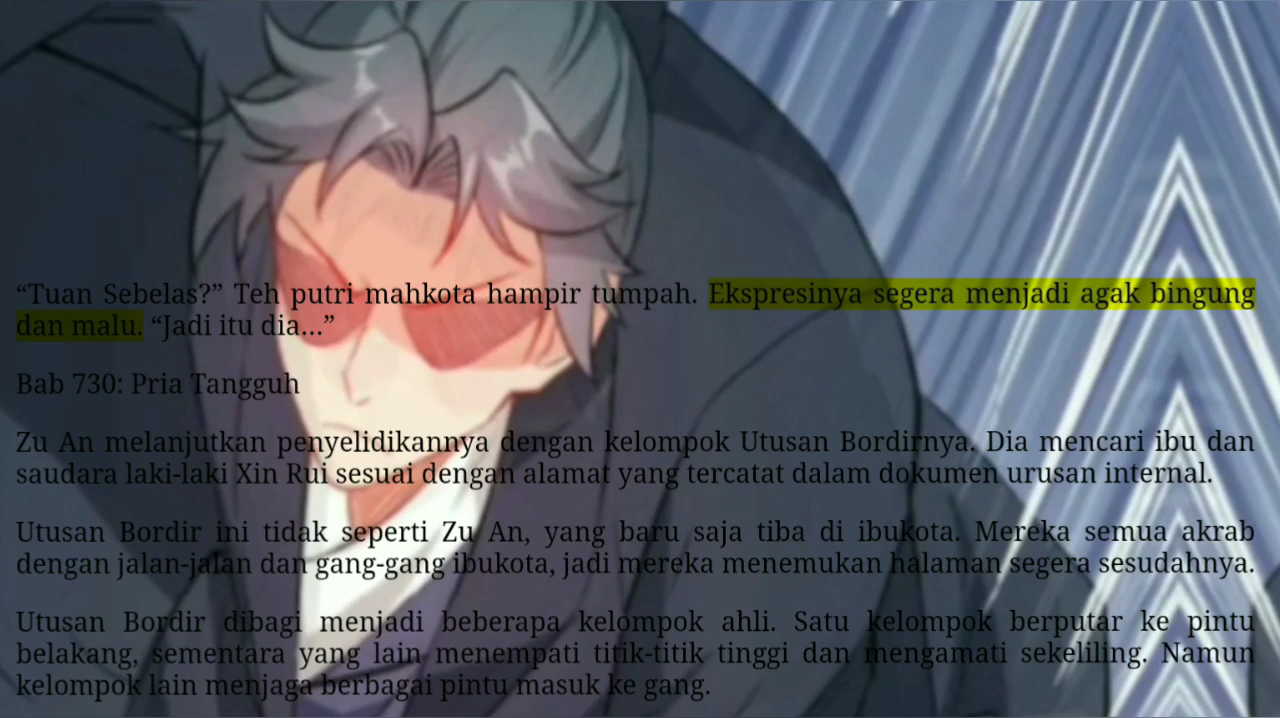 “Tuan Sebelas?” Teh putri mahkota hampir tumpah. Ekspresinya segera menjadi agak bingung
dan malu. “Jadi itu dia…”
Bab 730: Pria Tangguh
Zu An melanjutkan penyelidikannya dengan kelompok Utusan Bordirnya. Dia mencari ibu dan
saudara laki-laki Xin Rui sesuai dengan alamat yang tercatat dalam dokumen urusan internal.
Utusan Bordir ini tidak seperti Zu An, yang baru saja tiba di ibukota. Mereka semua akrab
dengan jalan-jalan dan gang-gang ibukota, jadi mereka menemukan halaman segera sesudahnya.
Utusan Bordir dibagi menjadi beberapa kelompok ahli. Satu kelompok berputar ke pintu
belakang, sementara yang lain menempati titik-titik tinggi dan mengamati sekeliling. Namun
kelompok lain menjaga berbagai pintu masuk ke gang.